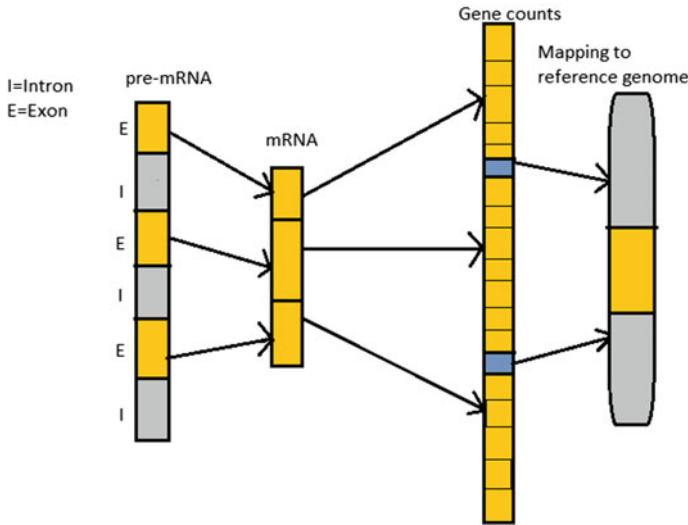 Gene counts
Mapping to
reference genome
pre-mRNA
I=Intron
E=Exon
mRNA
E
I
E
I
E
I